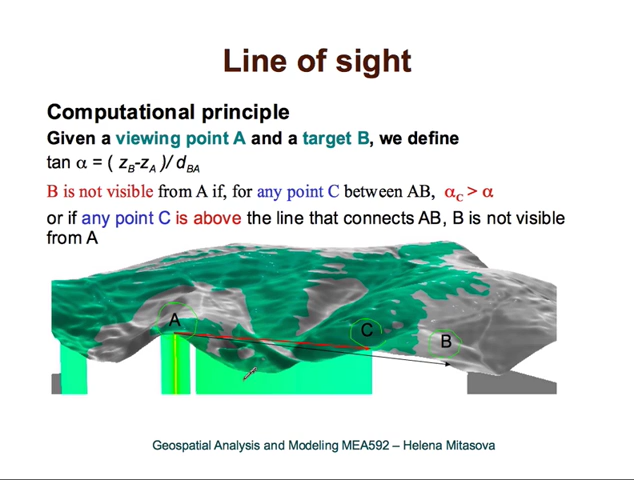 Line of sight
Computational principle
Given a viewing point A and a target B, we define
tan α = ( zB-zA )/ dBA
B is not visible from A if, for any point C between AB, αC > α
or if any point C is above the line that connects AB, B is not visible
from A
A
C
B
Geospatial Analysis and Modeling MEA592 – Helena Mitasova